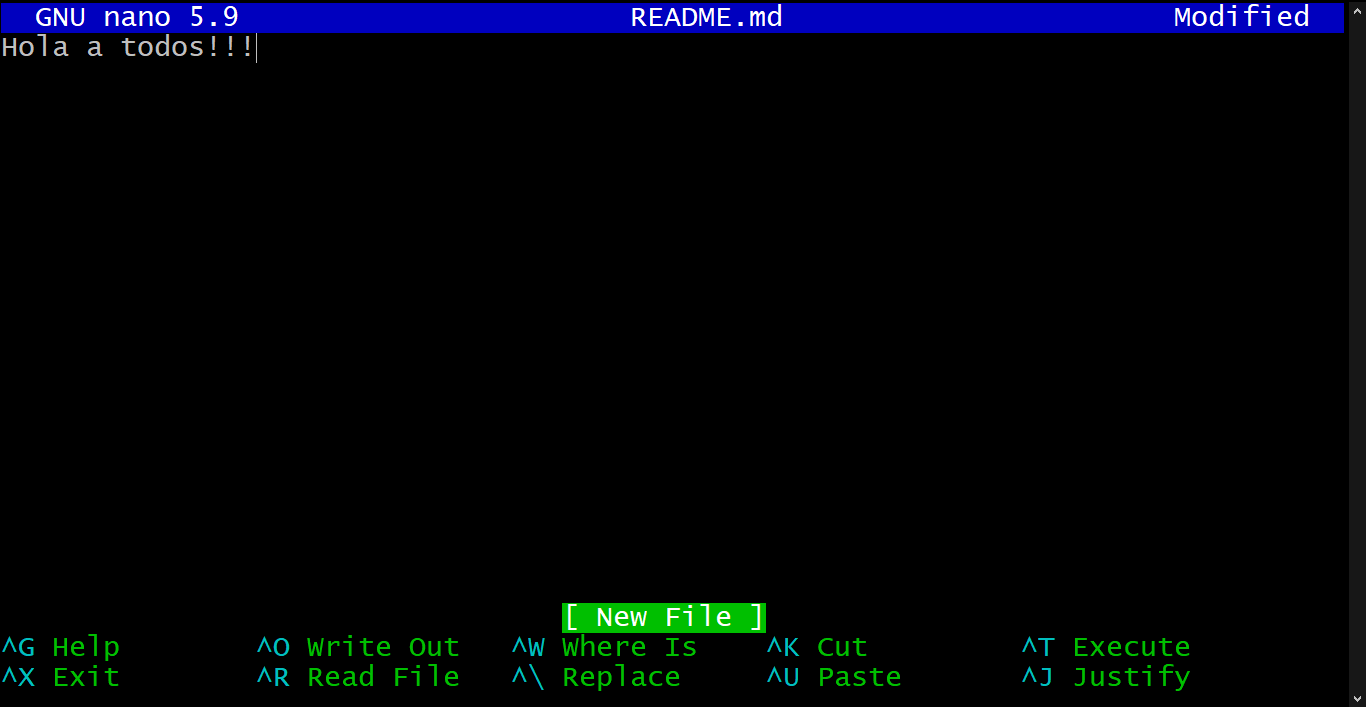 GNU nano 5.9 README.md Modified
Hola a todos!!!
[ New File ]
^G Help ^O Write Out ^W Where Is ^K Cut ^T Execute
^X Exit ^R Read File ^\ Replace ^U Paste ^J Justify